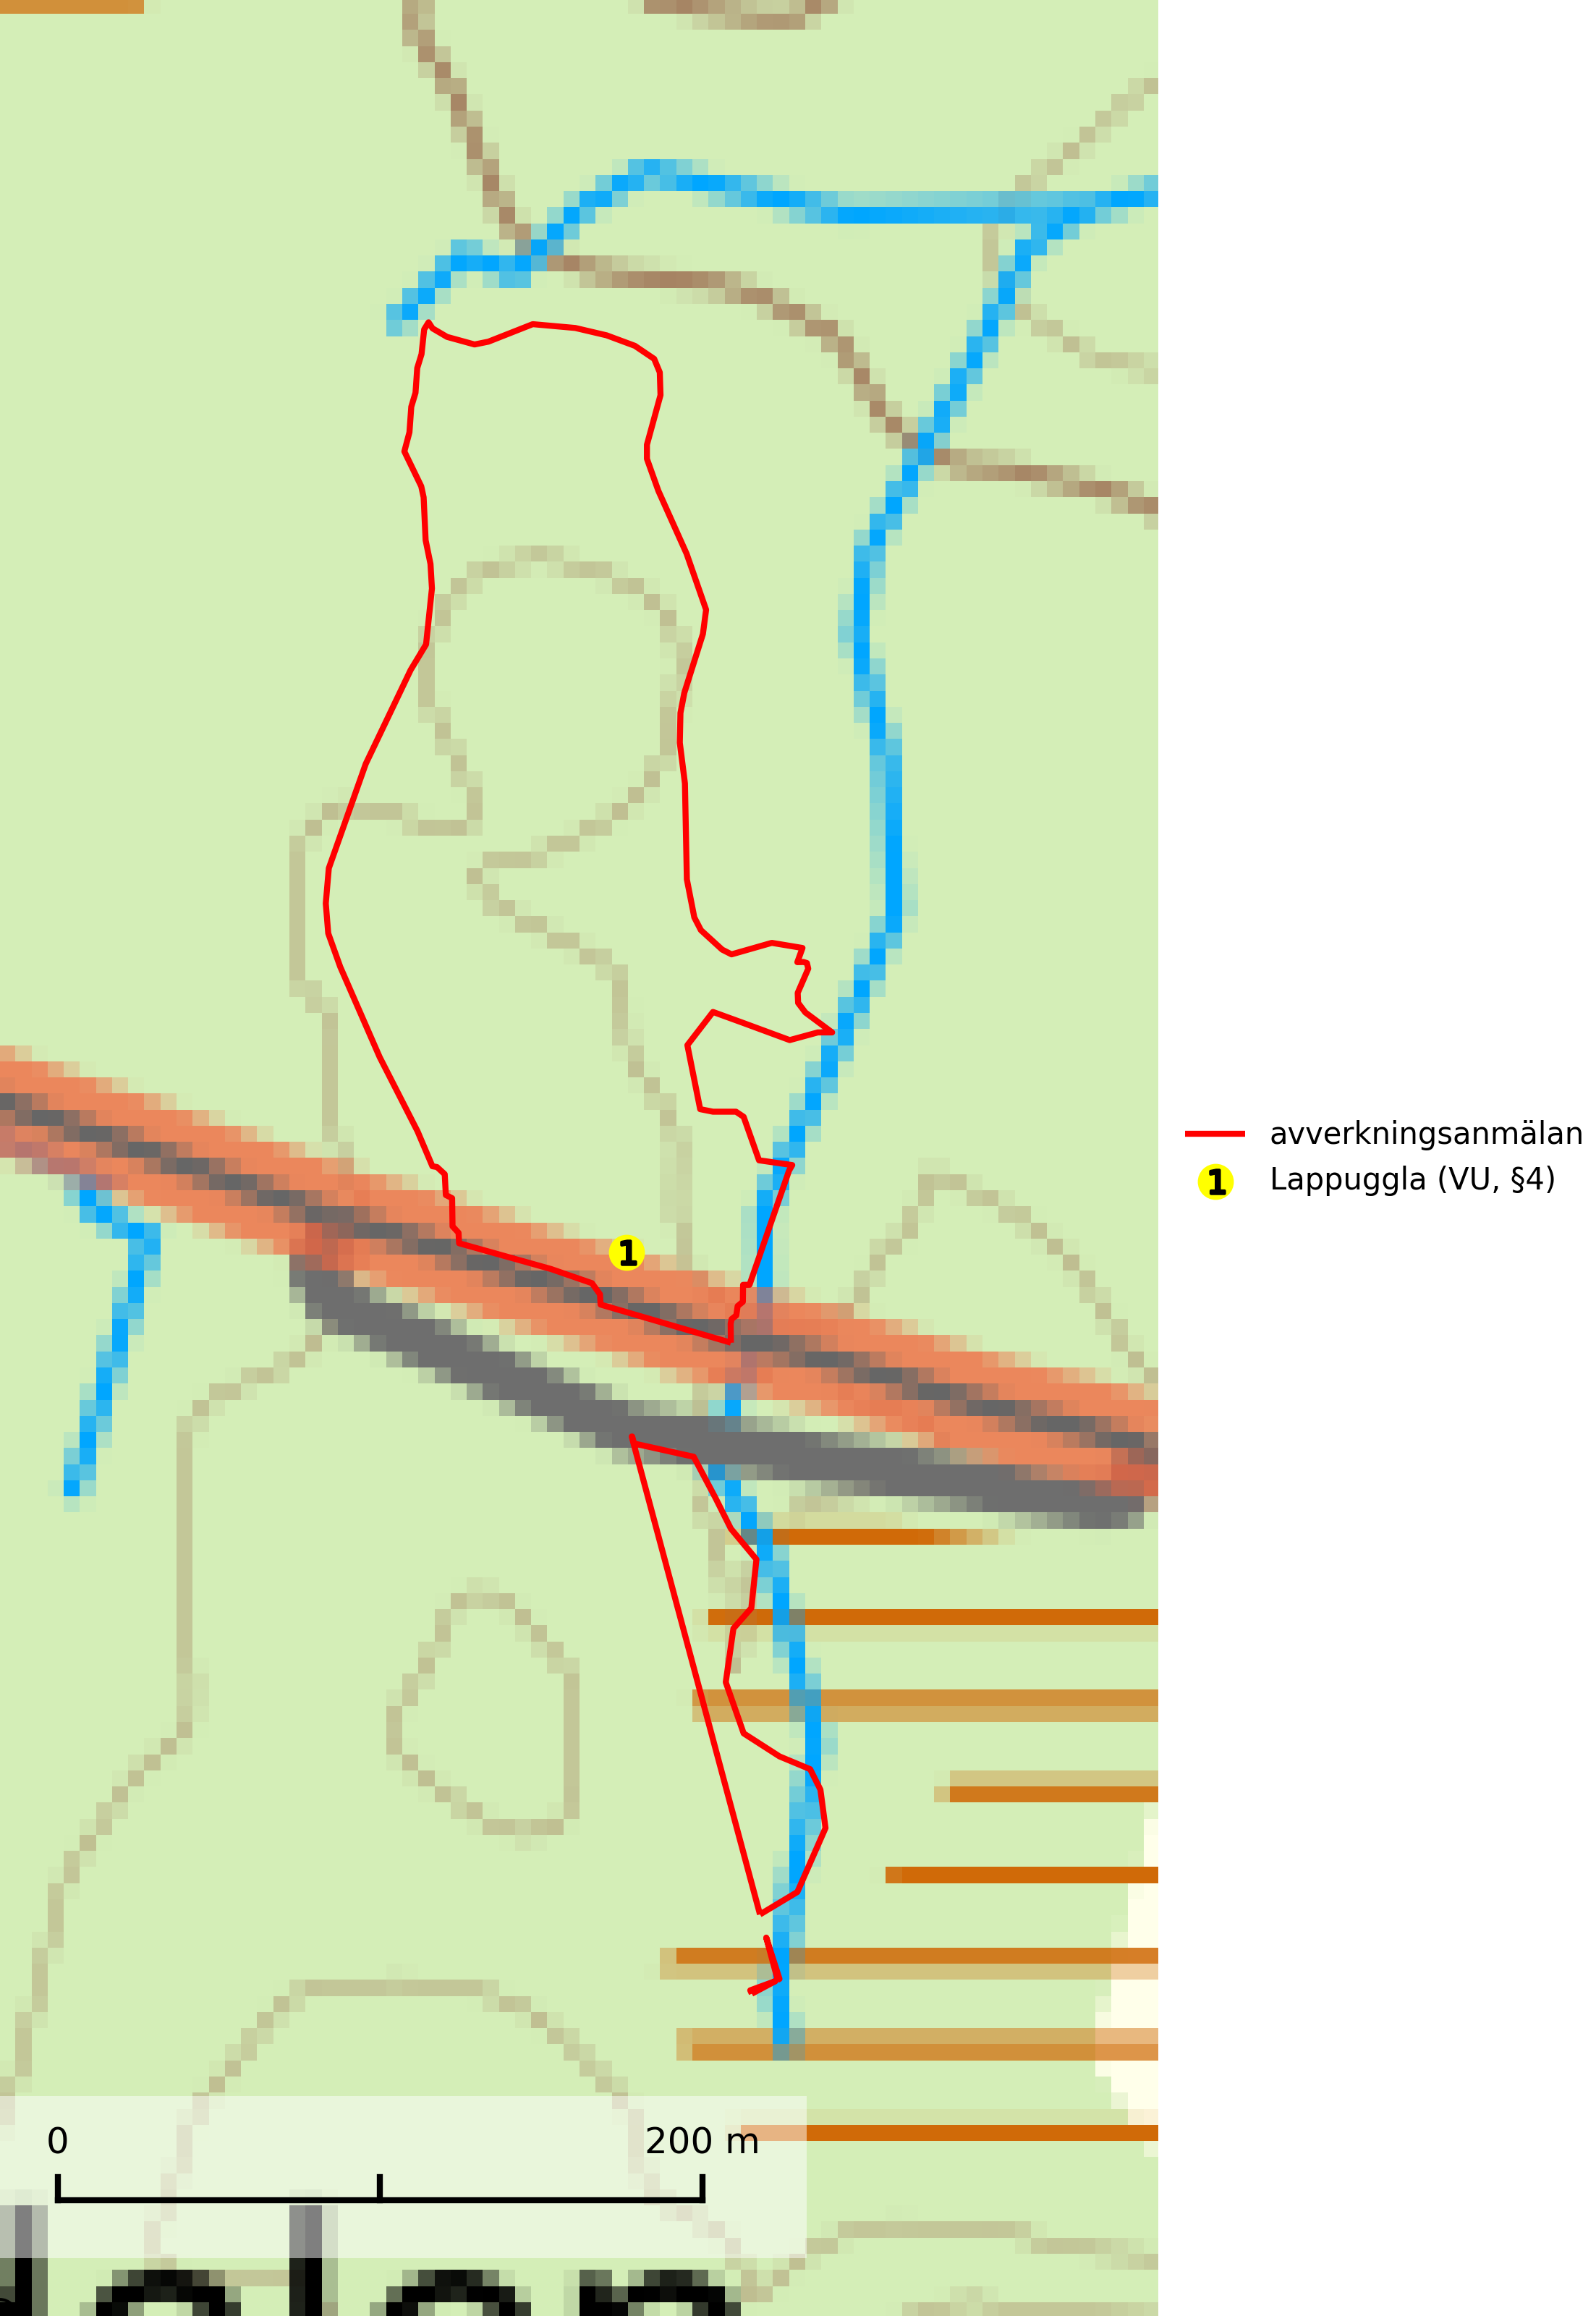 avverkningsanmälan
1 Lappuggla (VU, §4)
1
0 200 m